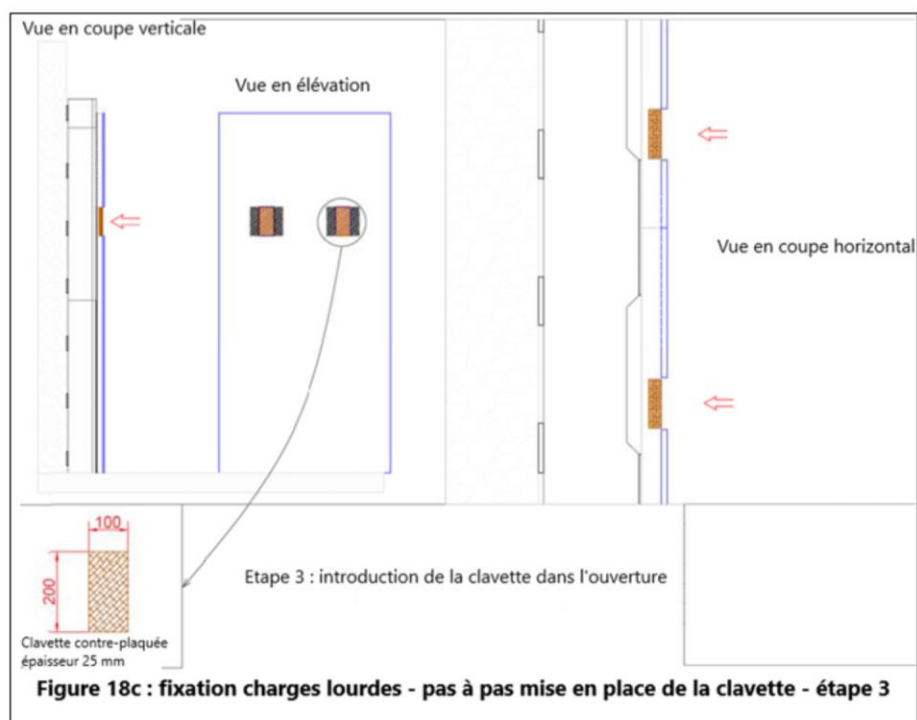 Vue en coupe verticale
Vue en élévation
Vue en coupe horizontal
100
200
Clavette contre-plaquée
épaisseur 25 mm
Etape 3 : introduction de la clavette dans l'ouverture
Figure 18c : fixation charges lourdes - pas à pas mise en place de la clavette - étape 3